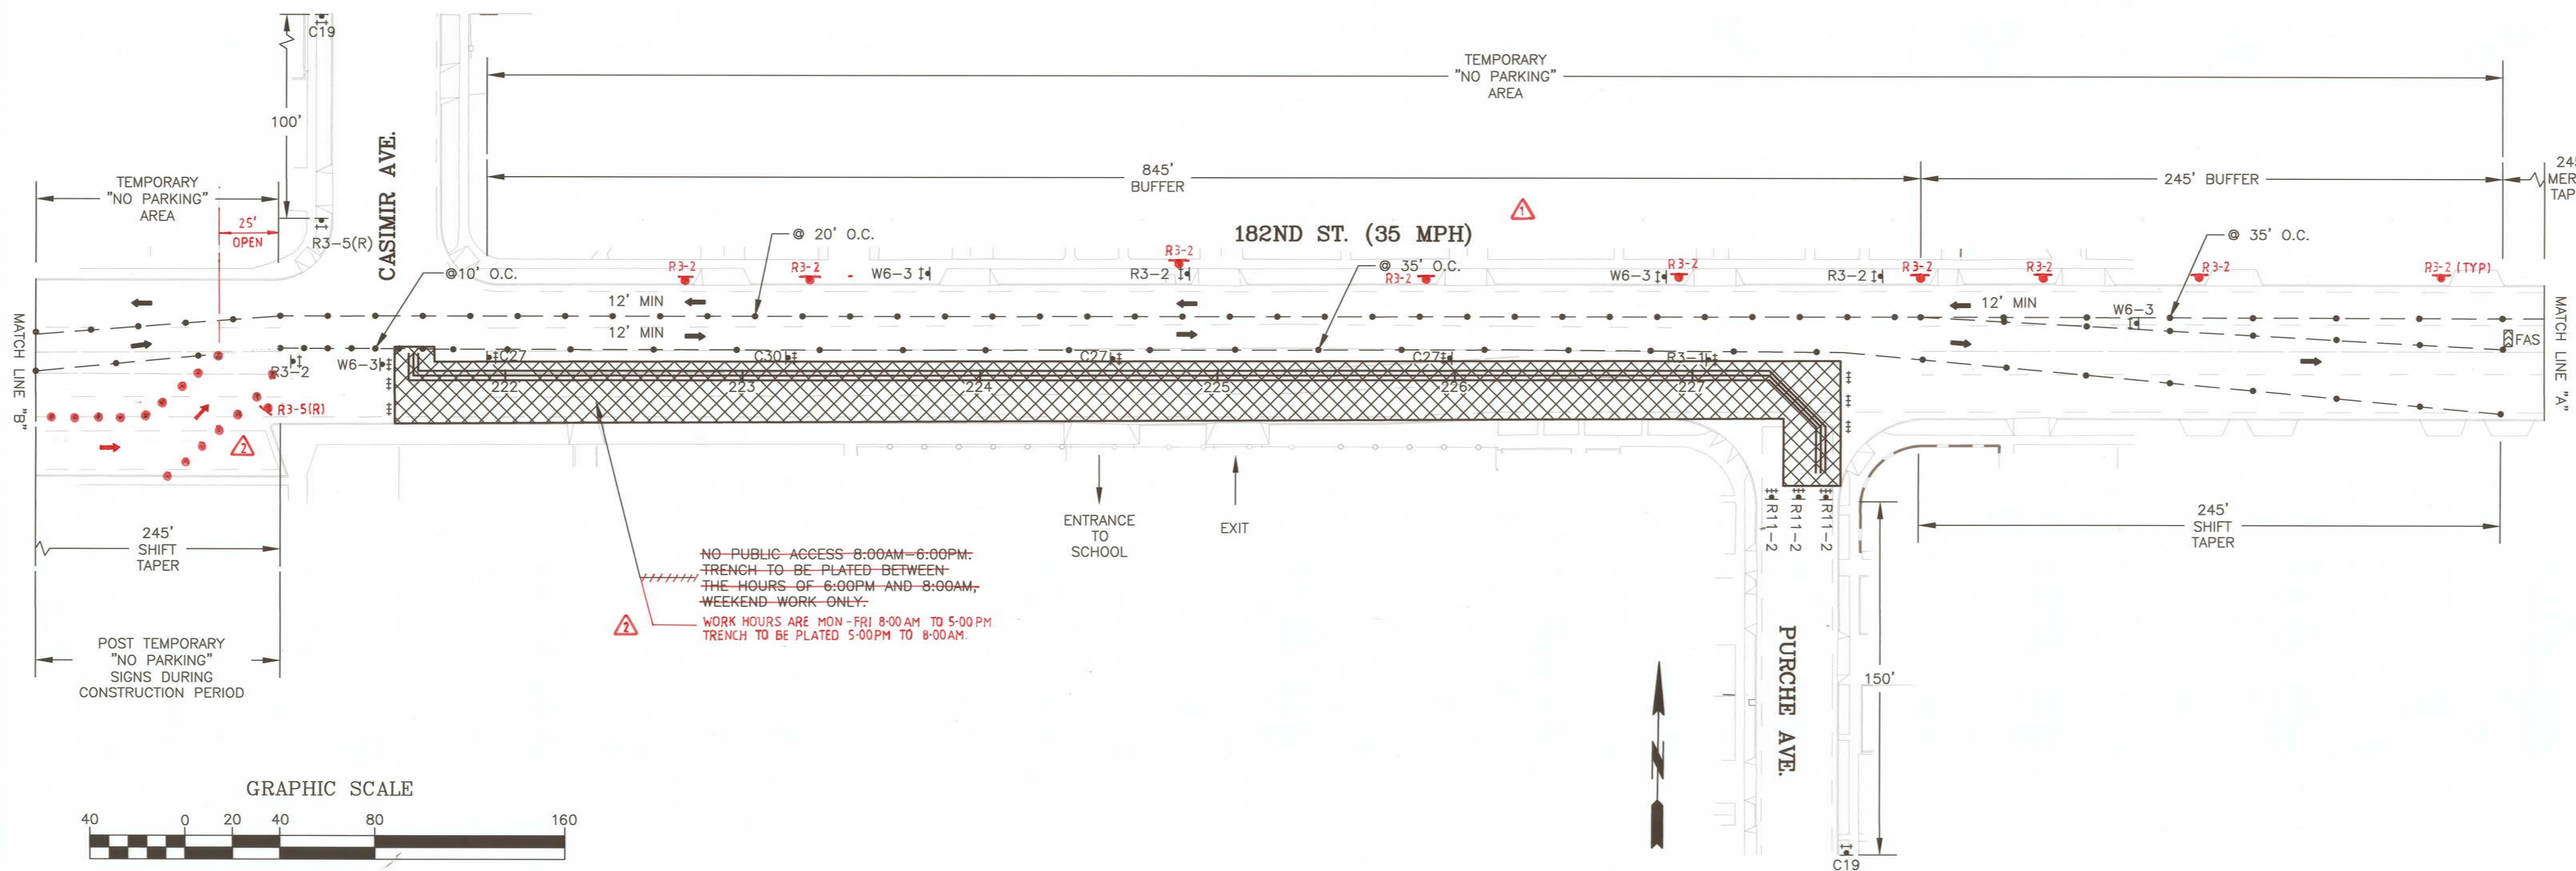 C19
100'
CASIMIR AVE.
TEMPORARY
"NO PARKING"
AREA
TEMPORARY
"NO PARKING"
AREA
845'
BUFFER
245' BUFFER
25'
OPEN
R3-5(R)
1
182ND ST. (35 MPH)
@10' O.C.
@ 20' O.C.
@ 35' O.C.
@ 35' O.C.
R3-2
R3-2
W6-3
R3-2
R3-2
R3-2
W6-3
R3-2
R3-2
R3-2
R3-2
R3-2
R3-2 (TYP)
12' MIN
12' MIN
12' MIN
W6-3
FAS
MATCH LINE "B"
MATCH LINE "A"
R3-2
W6-3
C27
C30
C27
C27
R3-1
222
223
224
225
226
227
R3-5(R)
2
ENTRANCE
TO
SCHOOL
EXIT
R11-2
R11-2
R11-2
245'
SHIFT
TAPER
245'
SHIFT
TAPER
NO PUBLIC ACCESS 8:00AM-6:00PM.
TRENCH TO BE PLATED BETWEEN
THE HOURS OF 6:00PM AND 8:00AM,
WEEKEND WORK ONLY.
2
WORK HOURS ARE MON-FRI 8:00 AM TO 5:00 PM
TRENCH TO BE PLATED 5:00PM TO 8:00AM.
POST TEMPORARY
"NO PARKING"
SIGNS DURING
CONSTRUCTION PERIOD
PURCHE AVE.
150'
N
C19
GRAPHIC SCALE
40 0 20 40 80 160